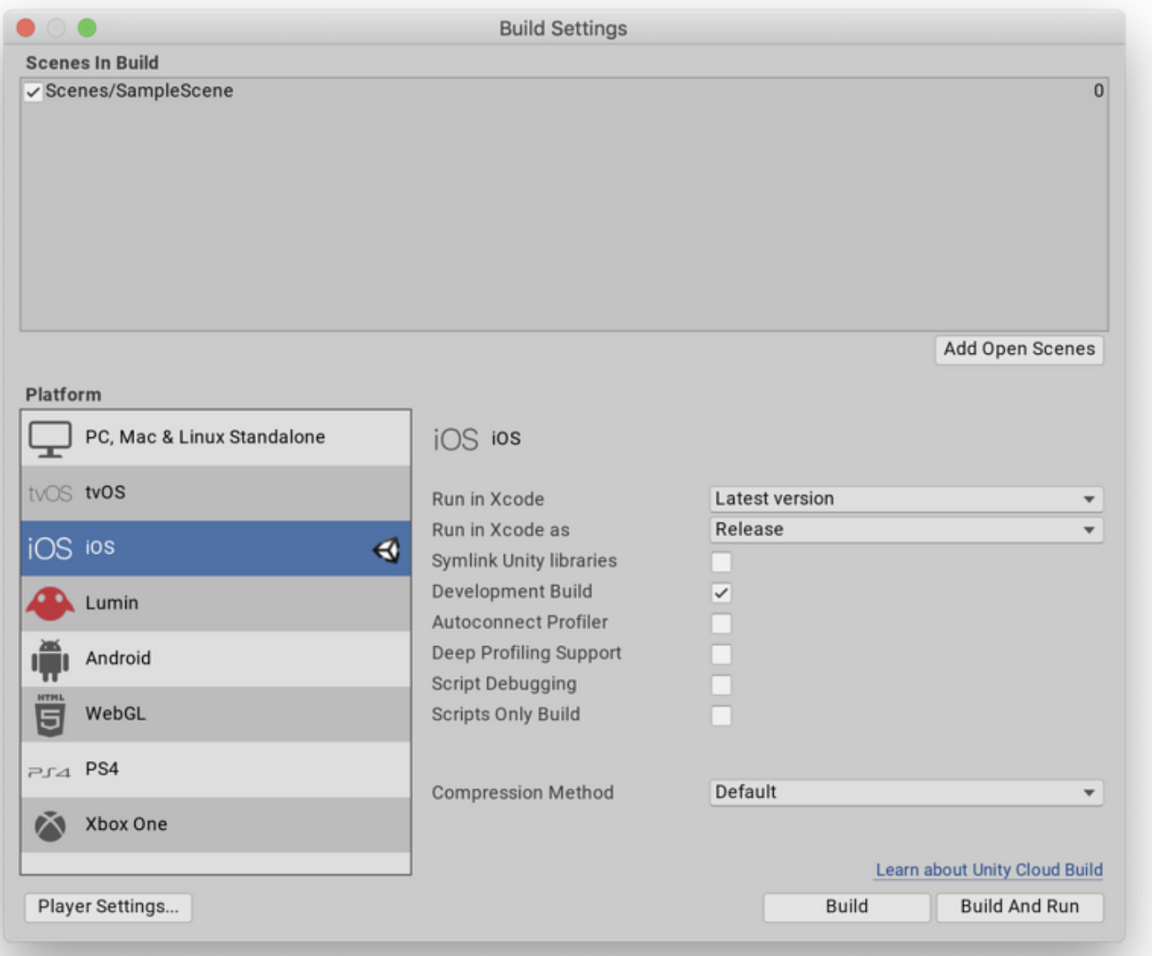 Build Settings
Scenes In Build
Scenes/SampleScene 0
Add Open Scenes
Platform
PC, Mac & Linux Standalone
tvOS tvOS
iOS iOS
Lumin
Android
HTML 5 WebGL
PS4 PS4
Xbox One
iOS iOS
Run in Xcode Latest version
Run in Xcode as Release
Symlink Unity libraries
Development Build
Autoconnect Profiler
Deep Profiling Support
Script Debugging
Scripts Only Build
Compression Method Default
Learn about Unity Cloud Build
Player Settings... Build Build And Run